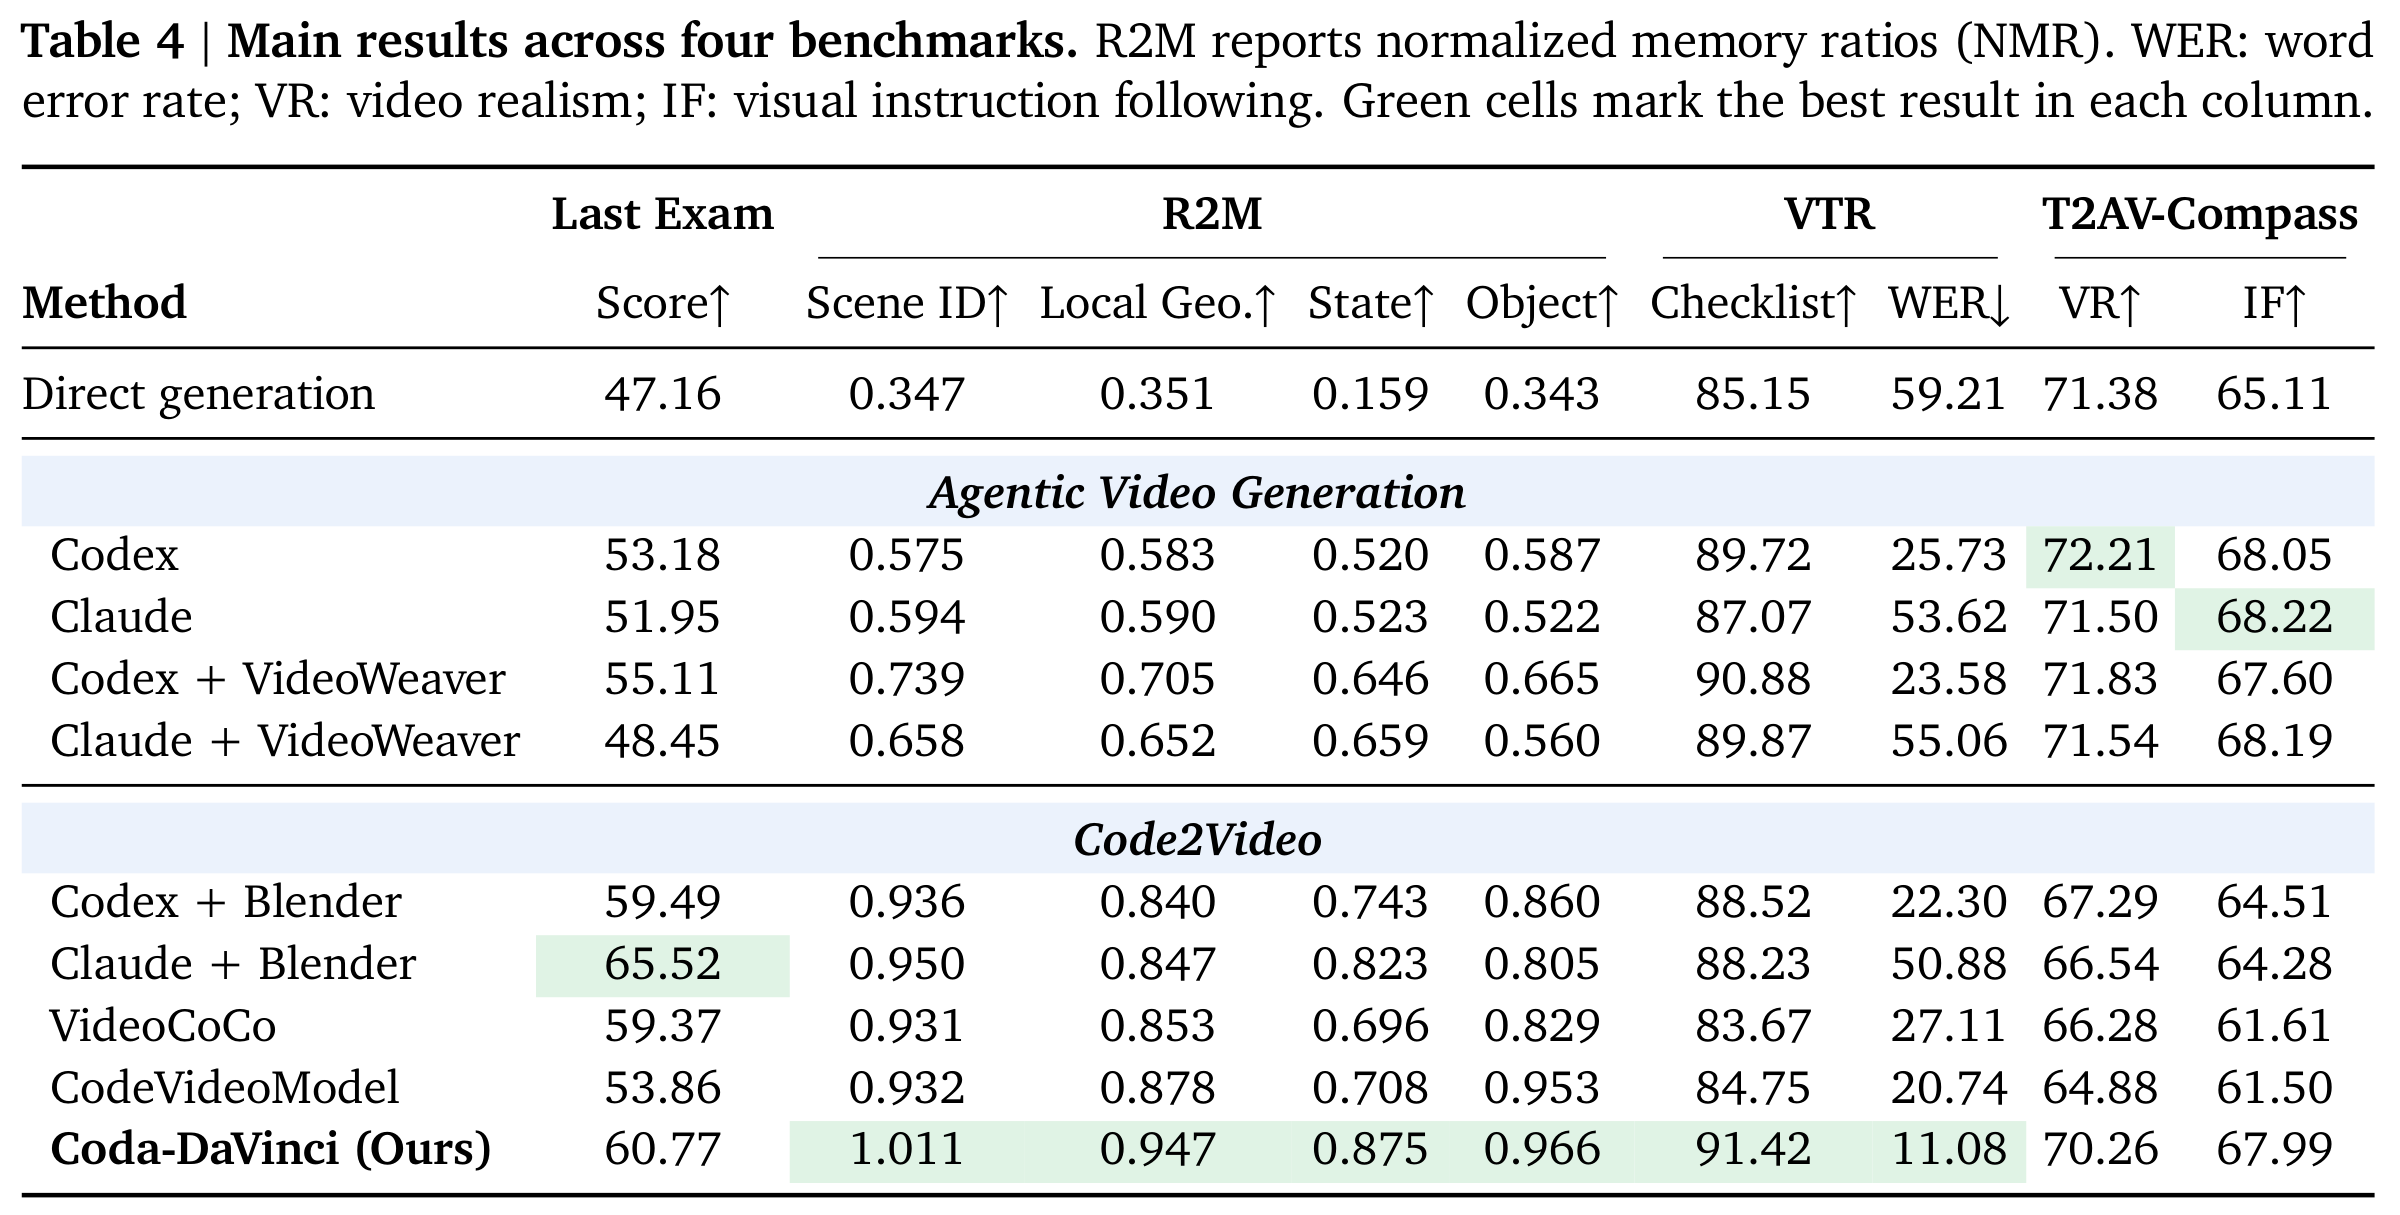 Table 4 | Main results across four benchmarks. R2M reports normalized memory ratios (NMR). WER: word
error rate; VR: video realism; IF: visual instruction following. Green cells mark the best result in each column.
Last Exam R2M VTR T2AV-Compass
Method Score↑ Scene ID↑ Local Geo.↑ State↑ Object↑ Checklist↑ WER↓ VR↑ IF↑
Direct generation 47.16 0.347 0.351 0.159 0.343 85.15 59.21 71.38 65.11
Agentic Video Generation
Codex 53.18 0.575 0.583 0.520 0.587 89.72 25.73 72.21 68.05
Claude 51.95 0.594 0.590 0.523 0.522 87.07 53.62 71.50 68.22
Codex + VideoWeaver 55.11 0.739 0.705 0.646 0.665 90.88 23.58 71.83 67.60
Claude + VideoWeaver 48.45 0.658 0.652 0.659 0.560 89.87 55.06 71.54 68.19
Code2Video
Codex + Blender 59.49 0.936 0.840 0.743 0.860 88.52 22.30 67.29 64.51
Claude + Blender 65.52 0.950 0.847 0.823 0.805 88.23 50.88 66.54 64.28
VideoCoCo 59.37 0.931 0.853 0.696 0.829 83.67 27.11 66.28 61.61
CodeVideoModel 53.86 0.932 0.878 0.708 0.953 84.75 20.74 64.88 61.50
Coda-DaVinci (Ours) 60.77 1.011 0.947 0.875 0.966 91.42 11.08 70.26 67.99